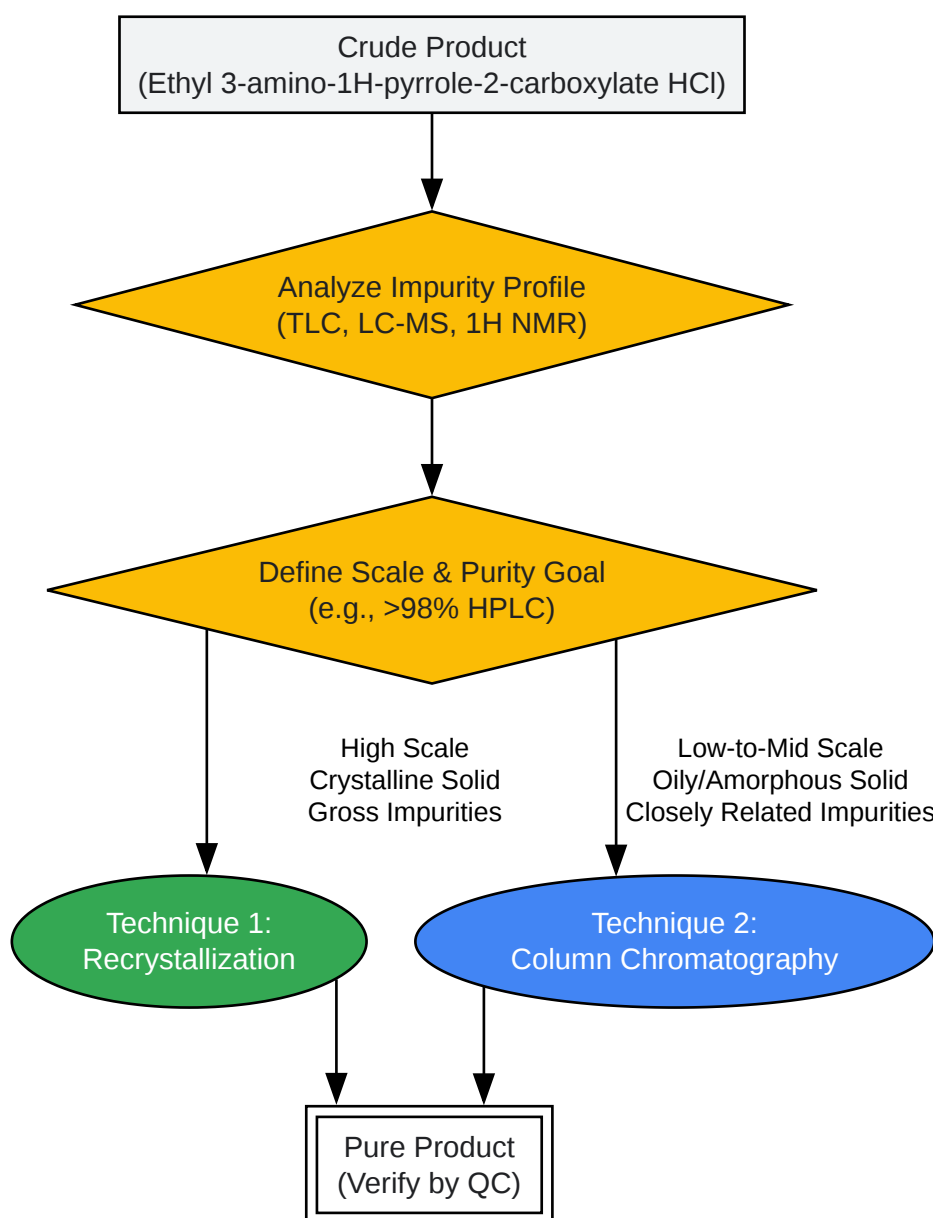 Crude Product
(Ethyl 3-amino-1H-pyrrole-2-carboxylate HCl)
Analyze Impurity Profile
(TLC, LC-MS, 1H NMR)
Define Scale & Purity Goal
(e.g., >98% HPLC)
High Scale
Crystalline Solid
Gross Impurities
Low-to-Mid Scale
Oily/Amorphous Solid
Closely Related Impurities
Technique 1:
Recrystallization
Technique 2:
Column Chromatography
Pure Product
(Verify by QC)